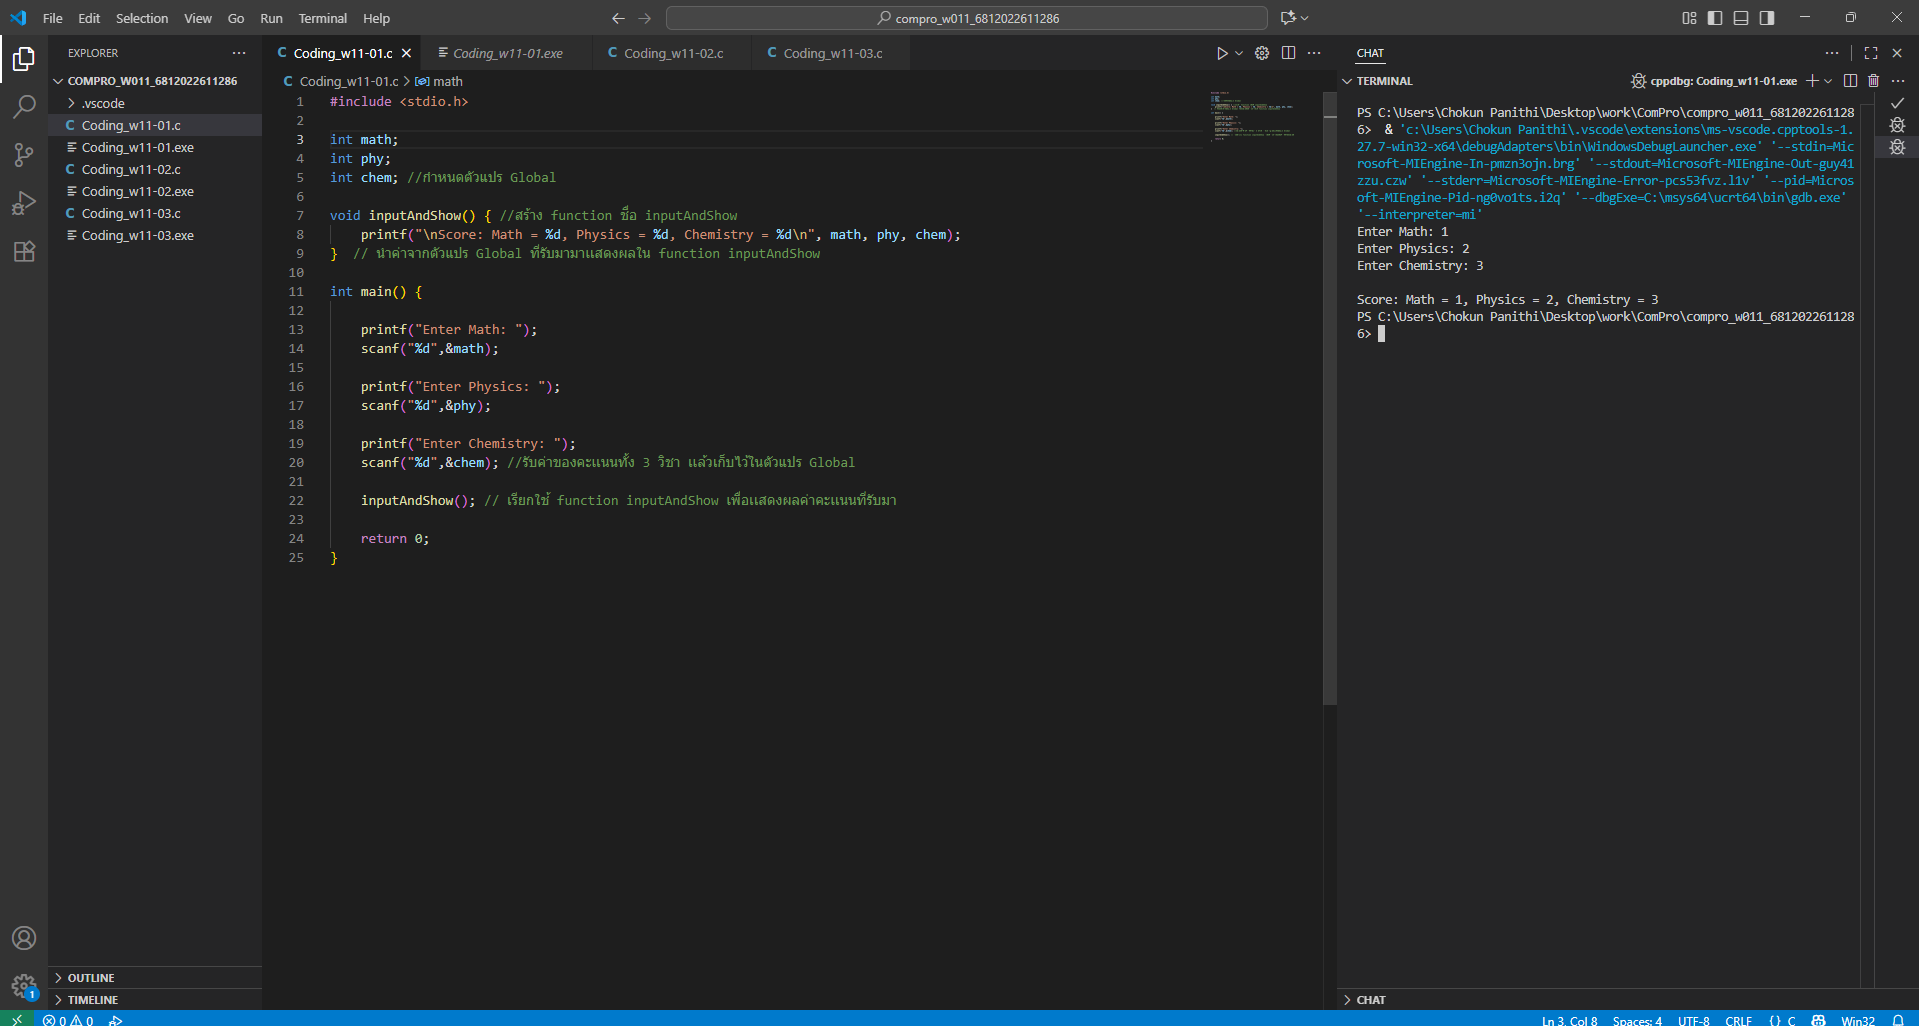 File Edit Selection View Go Run Terminal Help
compro_w011_6812022611286
EXPLORER
COMPRO_W011_6812022611286
.vscode
C Coding_w11-01.c
Coding_w11-01.exe
C Coding_w11-02.c
Coding_w11-02.exe
C Coding_w11-03.c
Coding_w11-03.exe
OUTLINE
TIMELINE
C Coding_w11-01.c
Coding_w11-01.exe
C Coding_w11-02.c
C Coding_w11-03.c
C Coding_w11-01.c > math
1 #include <stdio.h>
2
3 int math;
4 int phy;
5 int chem; //กำหนดตัวแปร Global
6
7 void inputAndShow() { //สร้าง function ชื่อ inputAndShow
8 printf("\nScore: Math = %d, Physics = %d, Chemistry = %d\n", math, phy, chem);
9 } // นำค่าจากตัวแปร Global ที่รับมามาแสดงผลใน function inputAndShow
10
11 int main() {
12
13 printf("Enter Math: ");
14 scanf("%d",&math);
15
16 printf("Enter Physics: ");
17 scanf("%d",&phy);
18
19 printf("Enter Chemistry: ");
20 scanf("%d",&chem); //รับค่าของคะแนนทั้ง 3 วิชา แล้วเก็บไว้ในตัวแปร Global
21
22 inputAndShow(); // เรียกใช้ function inputAndShow เพื่อแสดงผลค่าคะแนนที่รับมา
23
24 return 0;
25 }
CHAT
TERMINAL
cppdbg: Coding_w11-01.exe
PS C:\Users\Chokun Panithi\Desktop\work\ComPro\compro_w011_681202261128
6> & 'c:\Users\Chokun Panithi\.vscode\extensions\ms-vscode.cpptools-1.
27.7-win32-x64\debugAdapters\bin\WindowsDebugLauncher.exe' '--stdin=Mic
rosoft-MIEngine-In-pmzn3ojn.brg' '--stdout=Microsoft-MIEngine-Out-guy41
zzu.czw' '--stderr=Microsoft-MIEngine-Error-pcs53fvz.l1v' '--pid=Micros
oft-MIEngine-Pid-ng0vo1ts.i2q' '--dbgExe=C:\msys64\ucrt64\bin\gdb.exe'
'--interpreter=mi'
Enter Math: 1
Enter Physics: 2
Enter Chemistry: 3
Score: Math = 1, Physics = 2, Chemistry = 3
PS C:\Users\Chokun Panithi\Desktop\work\ComPro\compro_w011_681202261128
6>
CHAT
1
0 0
Ln 3, Col 8 Spaces: 4 UTF-8 CRLF {} C Win32